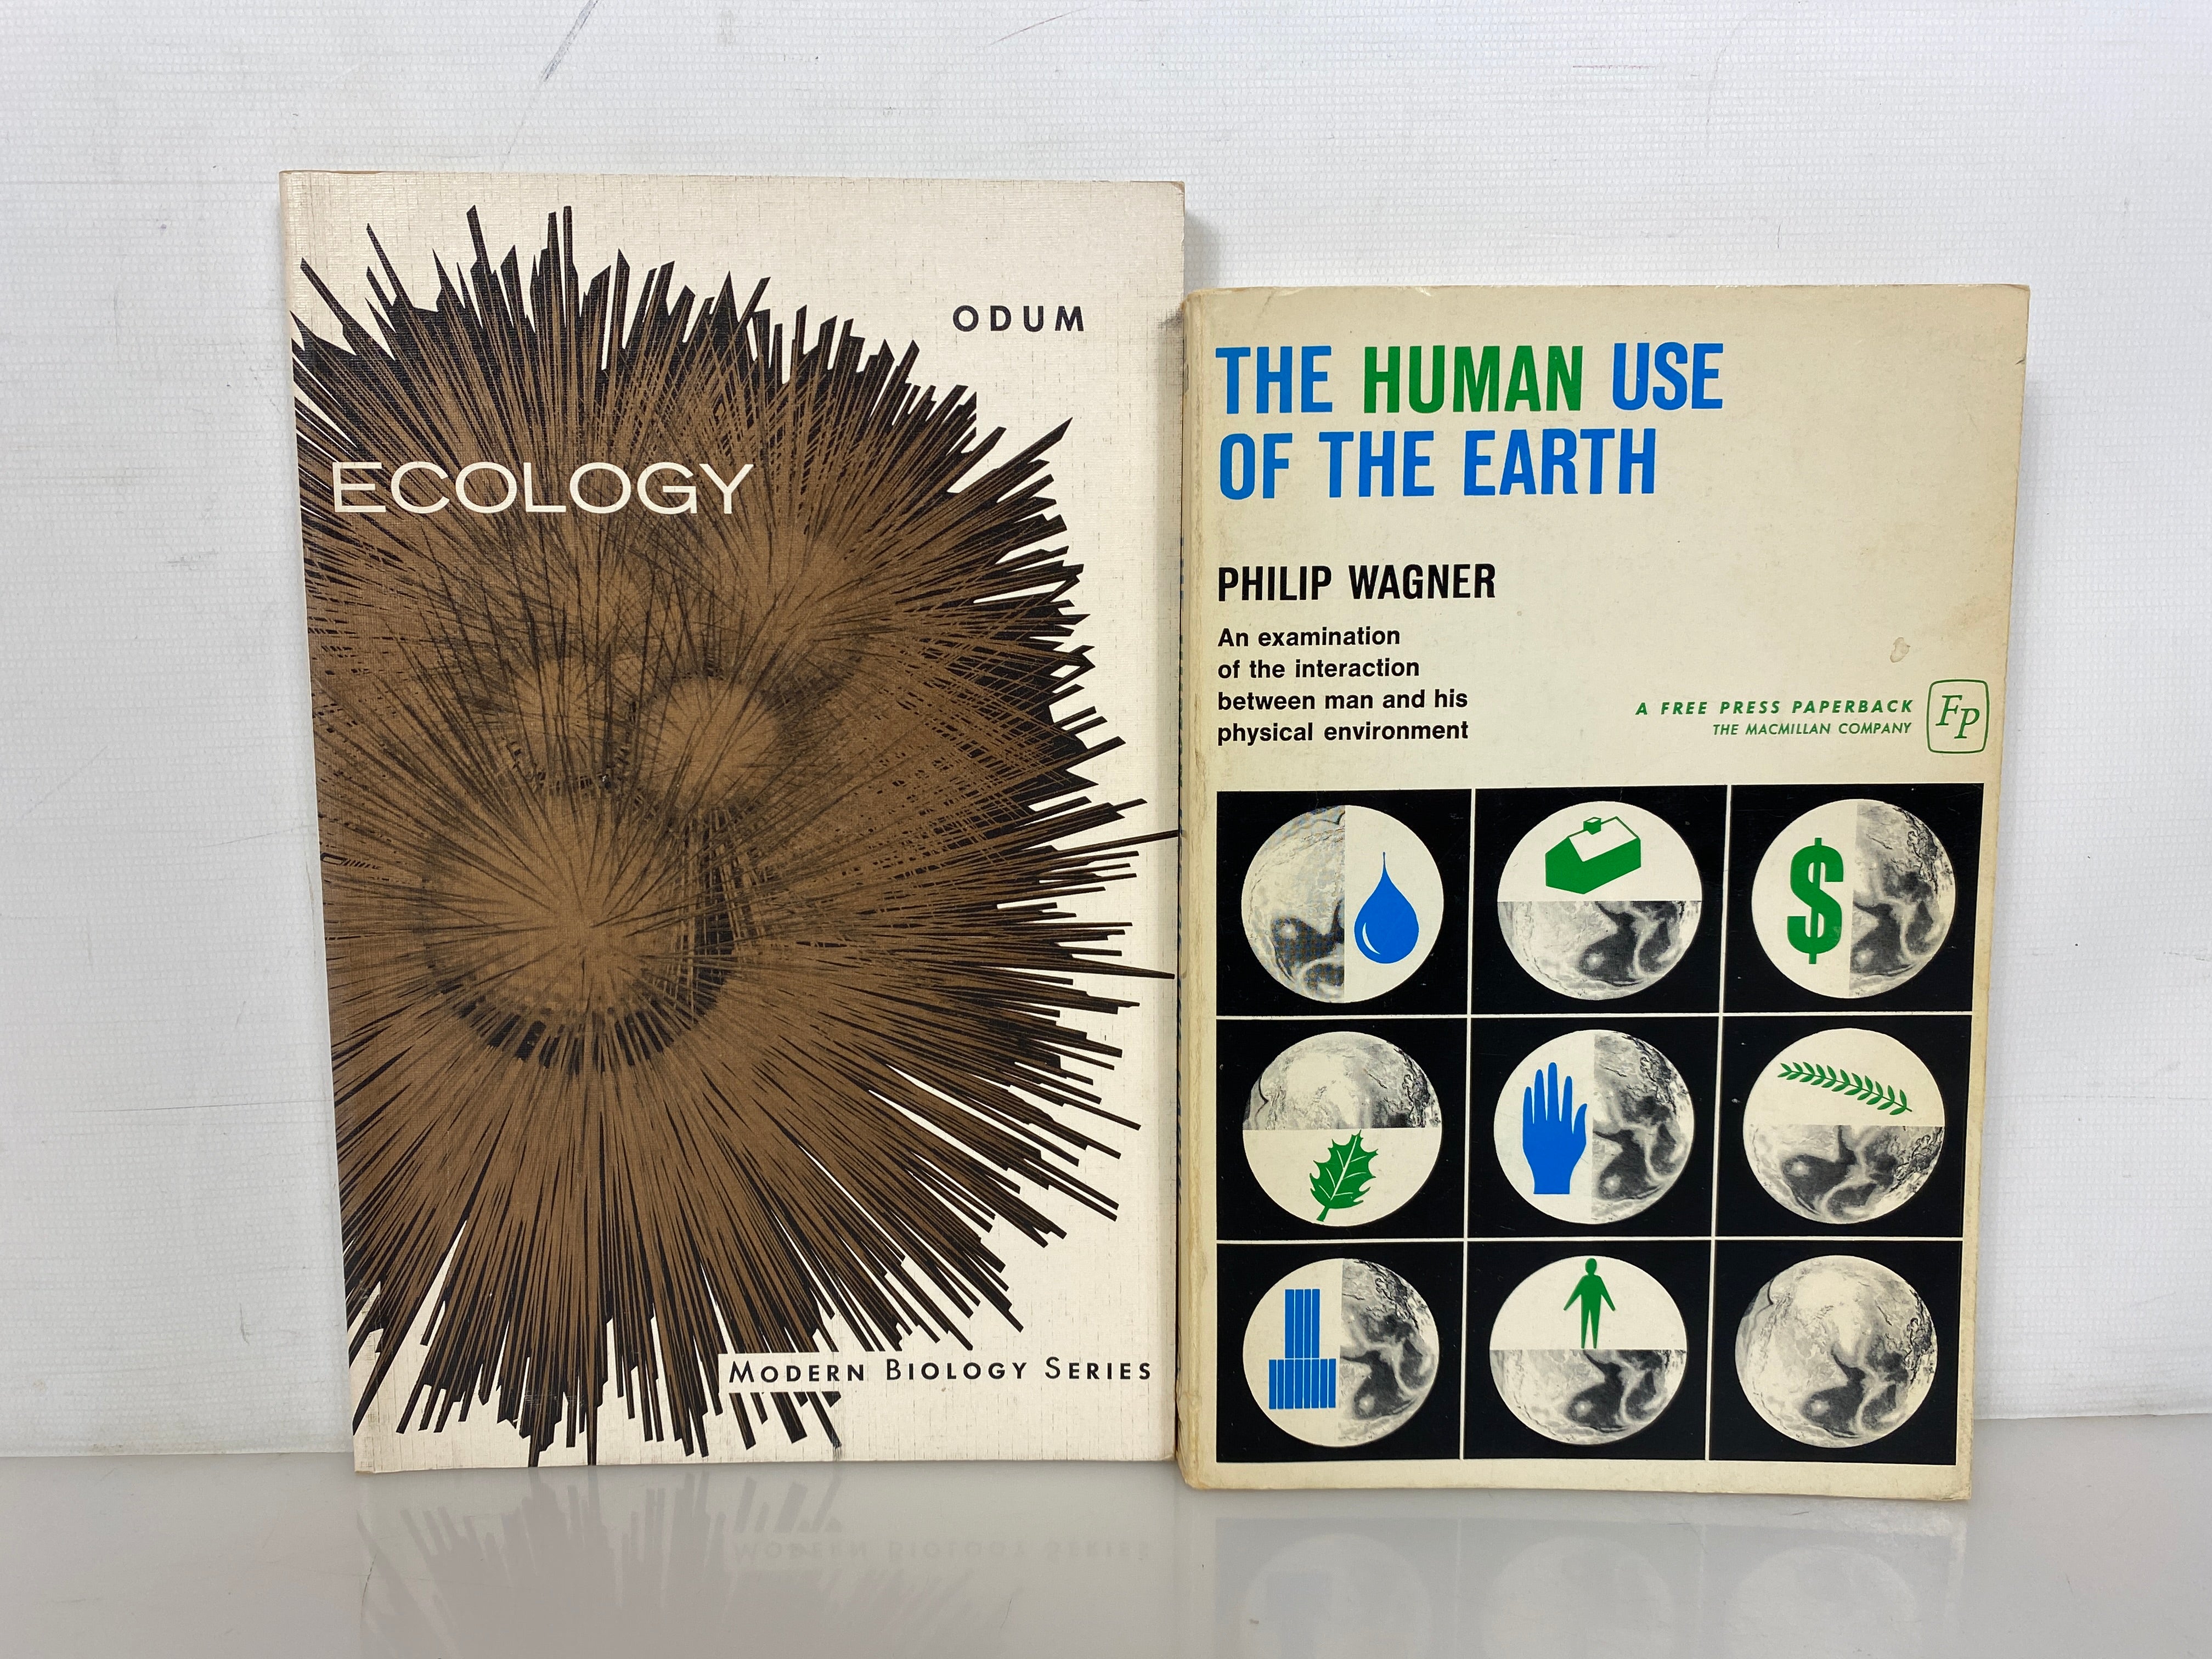 ODUM
ECOLOGY
MODERN BIOLOGY SERIES
THE HUMAN USE
OF THE EARTH
PHILIP WAGNER
An examination
of the interaction
between man and his
physical environment
A FREE PRESS PAPERBACK
THE MACMILLAN COMPANY
FP
$